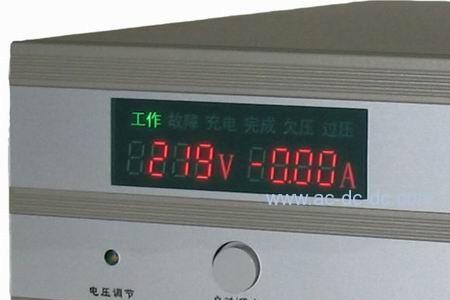 工作 故障 充电 完成 欠压 过压
219V -0.00A
www.ac-dc-dc.com
电压调节